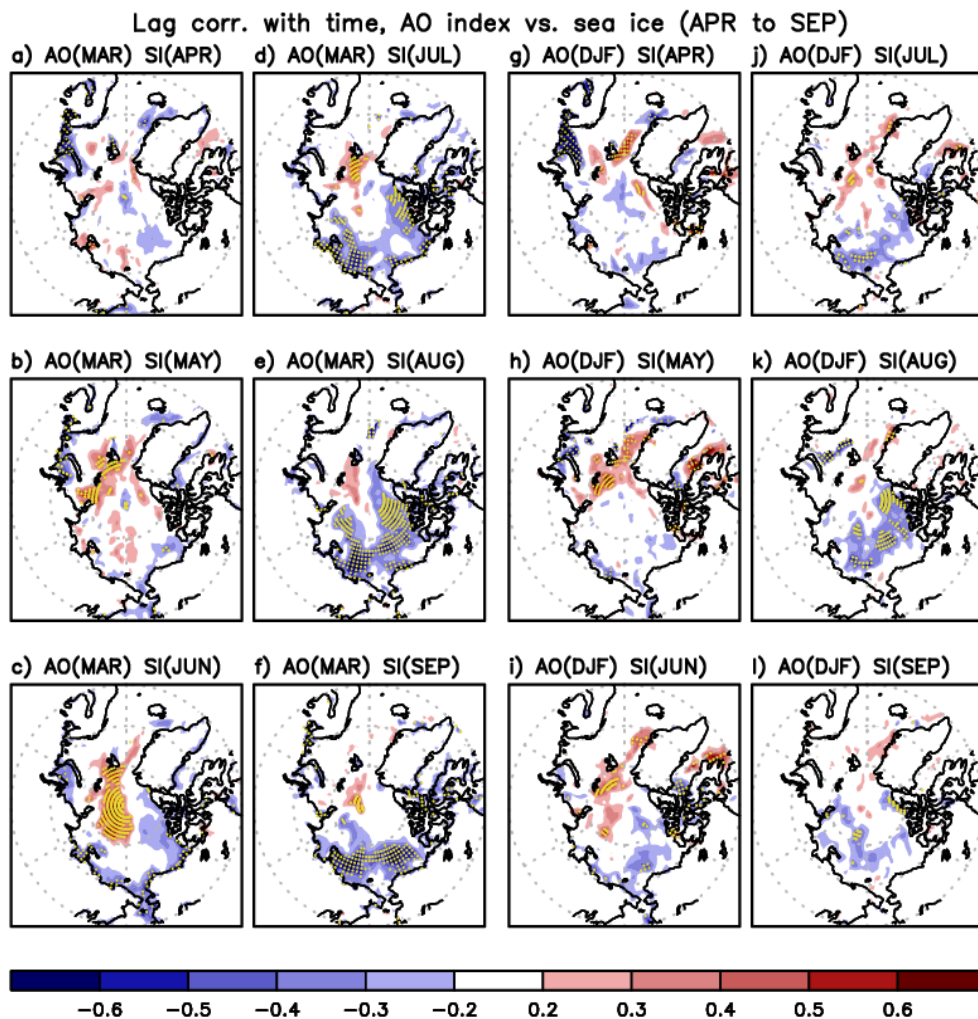 Lag corr. with time, AO index vs. sea ice (APR to SEP)
a) AO(MAR) SI(APR)
d) AO(MAR) SI(JUL)
g) AO(DJF) SI(APR)
j) AO(DJF) SI(JUL)
b) AO(MAR) SI(MAY)
e) AO(MAR) SI(AUG)
h) AO(DJF) SI(MAY)
k) AO(DJF) SI(AUG)
c) AO(MAR) SI(JUN)
f) AO(MAR) SI(SEP)
i) AO(DJF) SI(JUN)
l) AO(DJF) SI(SEP)
−0.6 −0.5 −0.4 −0.3 −0.2 0.2 0.3 0.4 0.5 0.6